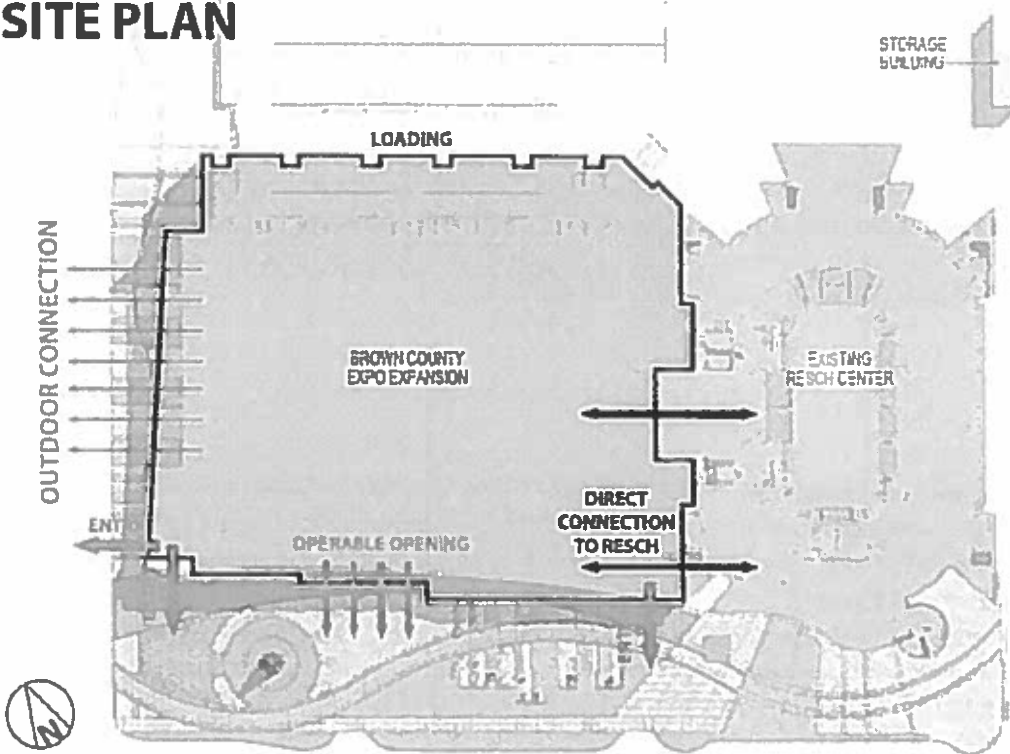 SITE PLAN
STORAGE
BUILDING
LOADING
OUTDOOR CONNECTION
BROWN COUNTY
EXPO EXPANSION
EXISTING
RESCH CENTER
DIRECT
CONNECTION
TO RESCH
ENTRY
OPERABLE OPENING
N